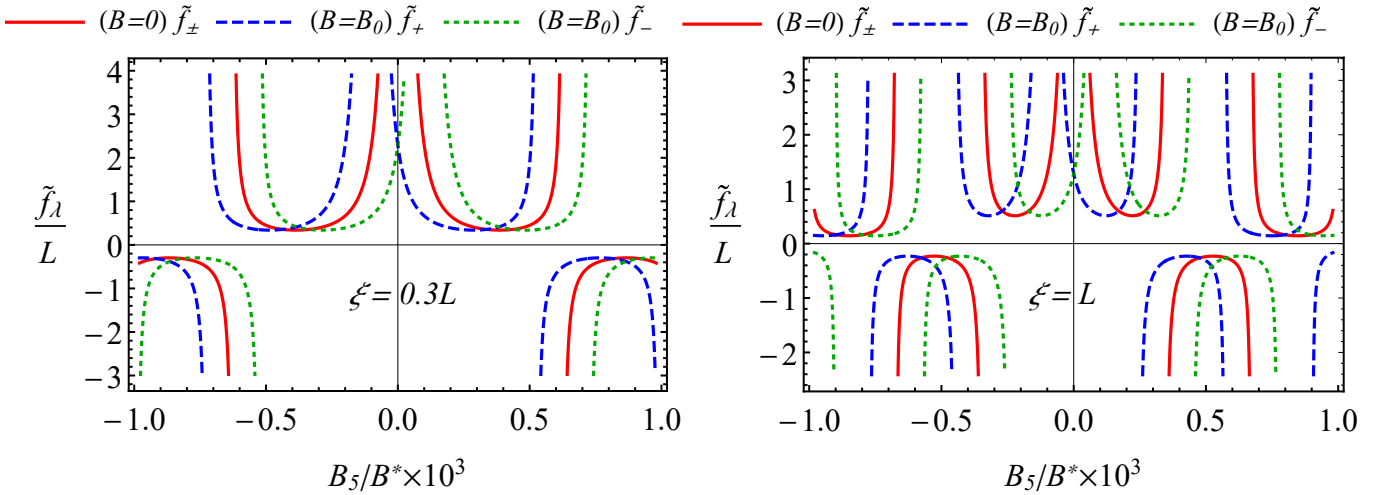 (B=0) f̃± (B=B0) f̃+ (B=B0) f̃− (B=0) f̃± (B=B0) f̃+ (B=B0) f̃−
4
3
2
1
0
−1
−2
−3
f̃λ
L
ξ = 0.3L
−1.0 −0.5 0.0 0.5 1.0
B5/B*×10³
3
2
1
0
−1
−2
f̃λ
L
ξ = L
−1.0 −0.5 0.0 0.5 1.0
B5/B*×10³